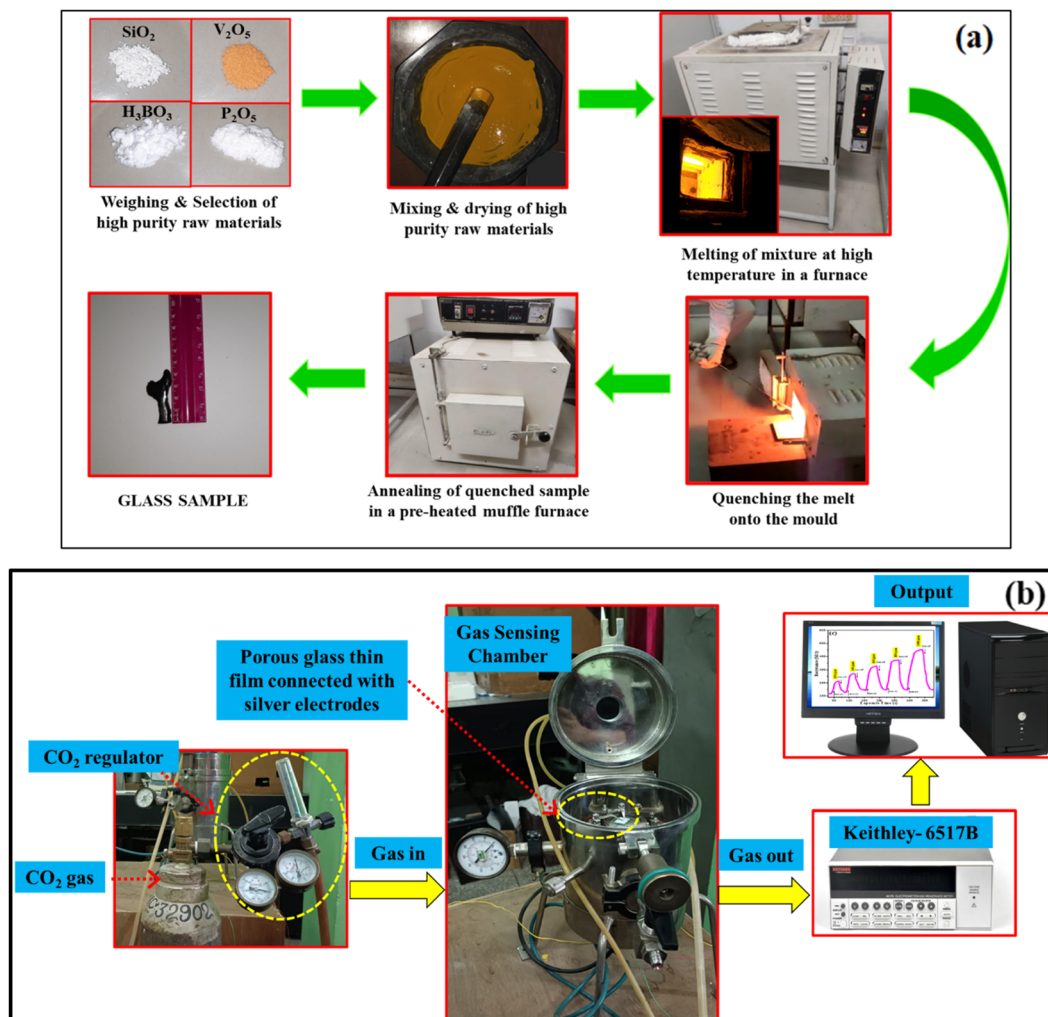 (a)
SiO₂
V₂O₅
H₃BO₃
P₂O₅
Weighing & Selection of
high purity raw materials
Mixing & drying of high
purity raw materials
Melting of mixture at high
temperature in a furnace
GLASS SAMPLE
Annealing of quenched sample
in a pre-heated muffle furnace
Quenching the melt
onto the mould
(b)
Output
Gas Sensing
Chamber
Porous glass thin
film connected with
silver electrodes
CO₂ regulator
CO₂ gas
Gas in
Gas out
Keithley- 6517B